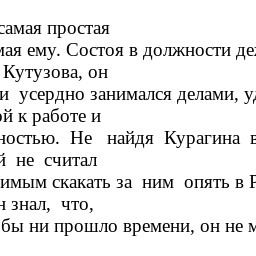 самая простая
мая ему. Состоя в должности де
Кутузова, он
и усердно занимался делами, у
й к работе и
ностью. Не найдя Курагина в
й не считал
имым скакать за ним опять в Р
н знал, что,
бы ни прошло времени, он не м